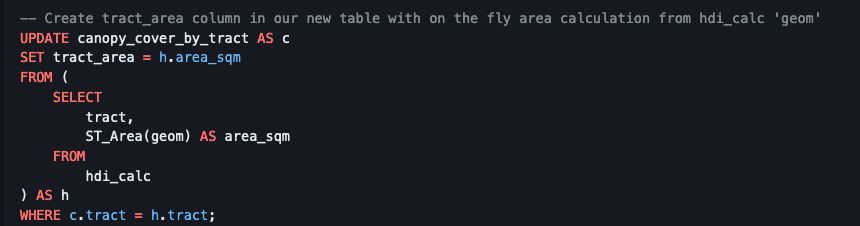 -- Create tract_area column in our new table with on the fly area calculation from hdi_calc 'geom'
UPDATE canopy_cover_by_tract AS c
SET tract_area = h.area_sqm
FROM (
    SELECT
        tract,
        ST_Area(geom) AS area_sqm
    FROM
        hdi_calc
) AS h
WHERE c.tract = h.tract;